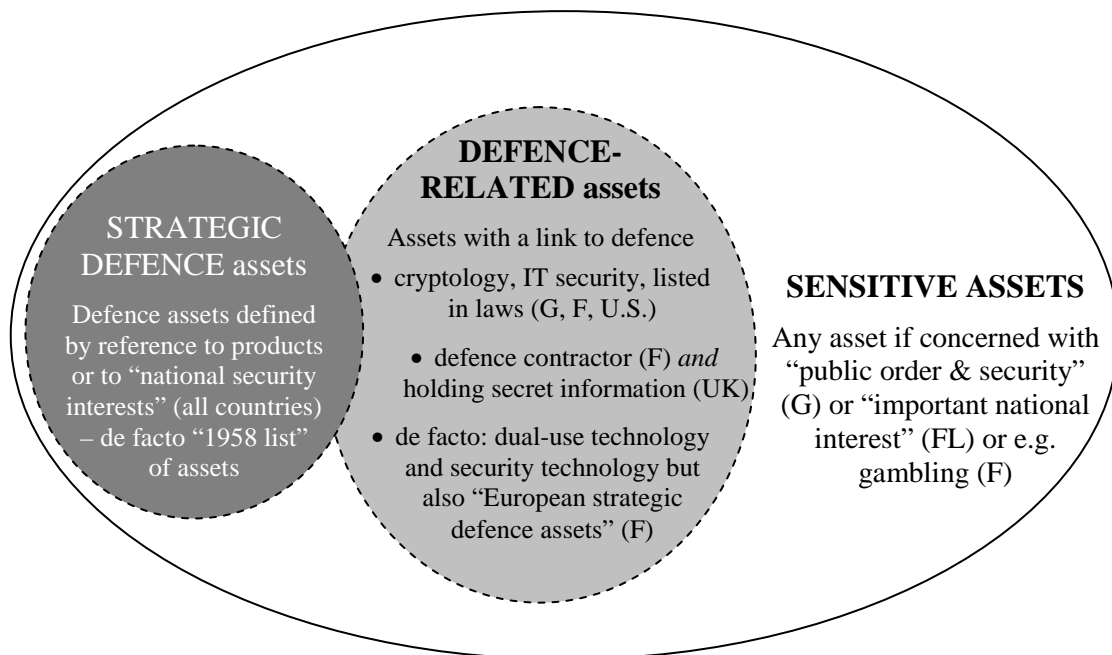 STRATEGIC
DEFENCE assets
Defence assets defined
by reference to products
or to “national security
interests” (all countries)
– de facto “1958 list”
of assets
DEFENCE-
RELATED assets
Assets with a link to defence
• cryptology, IT security, listed
in laws (G, F, U.S.)
• defence contractor (F) and
holding secret information (UK)
• de facto: dual-use technology
and security technology but
also “European strategic
defence assets” (F)
SENSITIVE ASSETS
Any asset if concerned with
“public order & security”
(G) or “important national
interest” (FL) or e.g.
gambling (F)